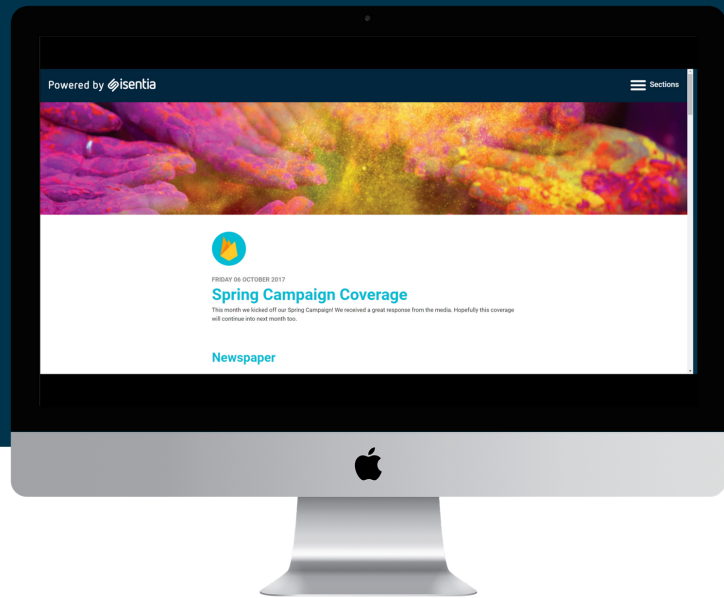 Powered by isentia
Sections
FRIDAY 06 OCTOBER 2017
Spring Campaign Coverage
This month we kicked off our Spring Campaign! We received a great response from the media. Hopefully this coverage
will continue into next month too.
Newspaper